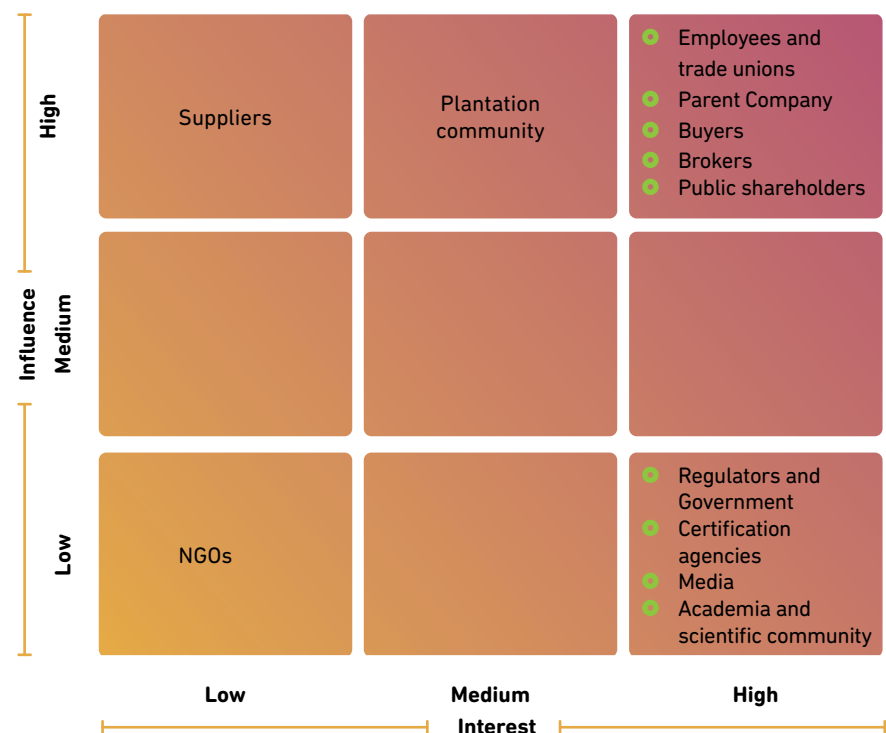 High
Suppliers
Plantation
community
Employees and
trade unions
Parent Company
Buyers
Brokers
Public shareholders
Influence
Medium
Low
NGOs
Regulators and
Government
Certification
agencies
Media
Academia and
scientific community
Low
Medium
High
Interest